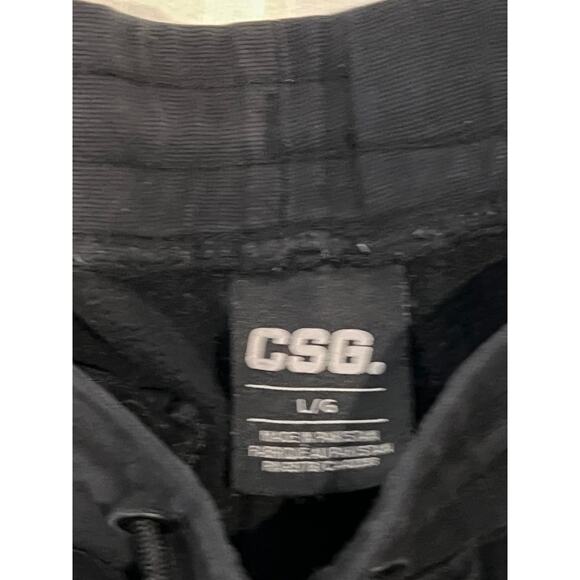 CSG.
L/G
MADE IN PAKISTAN
FABRIQUÉ AU PAKISTAN